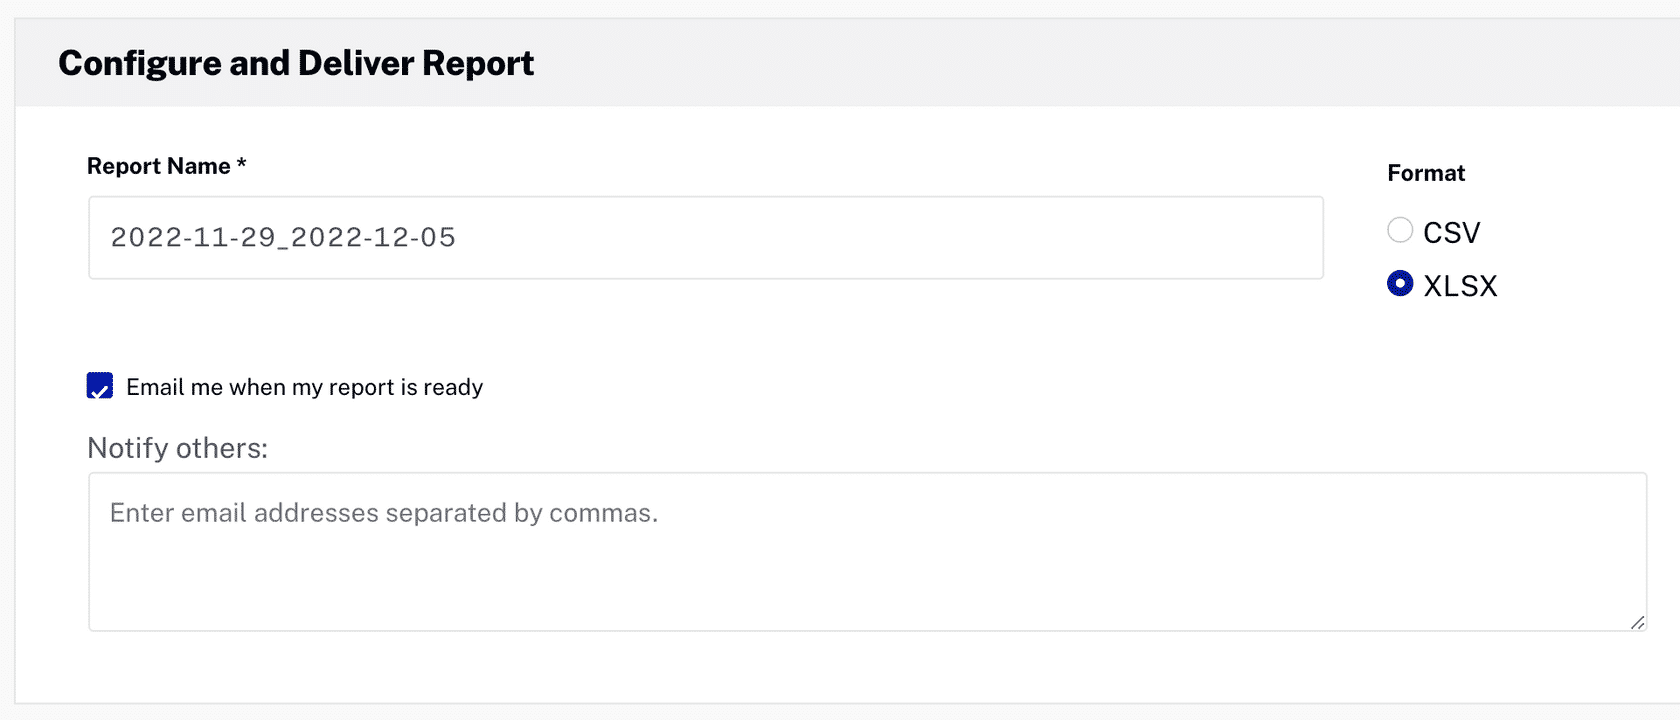 Configure and Deliver Report
Report Name *
2022-11-29_2022-12-05
Format
CSV
XLSX
Email me when my report is ready
Notify others:
Enter email addresses separated by commas.